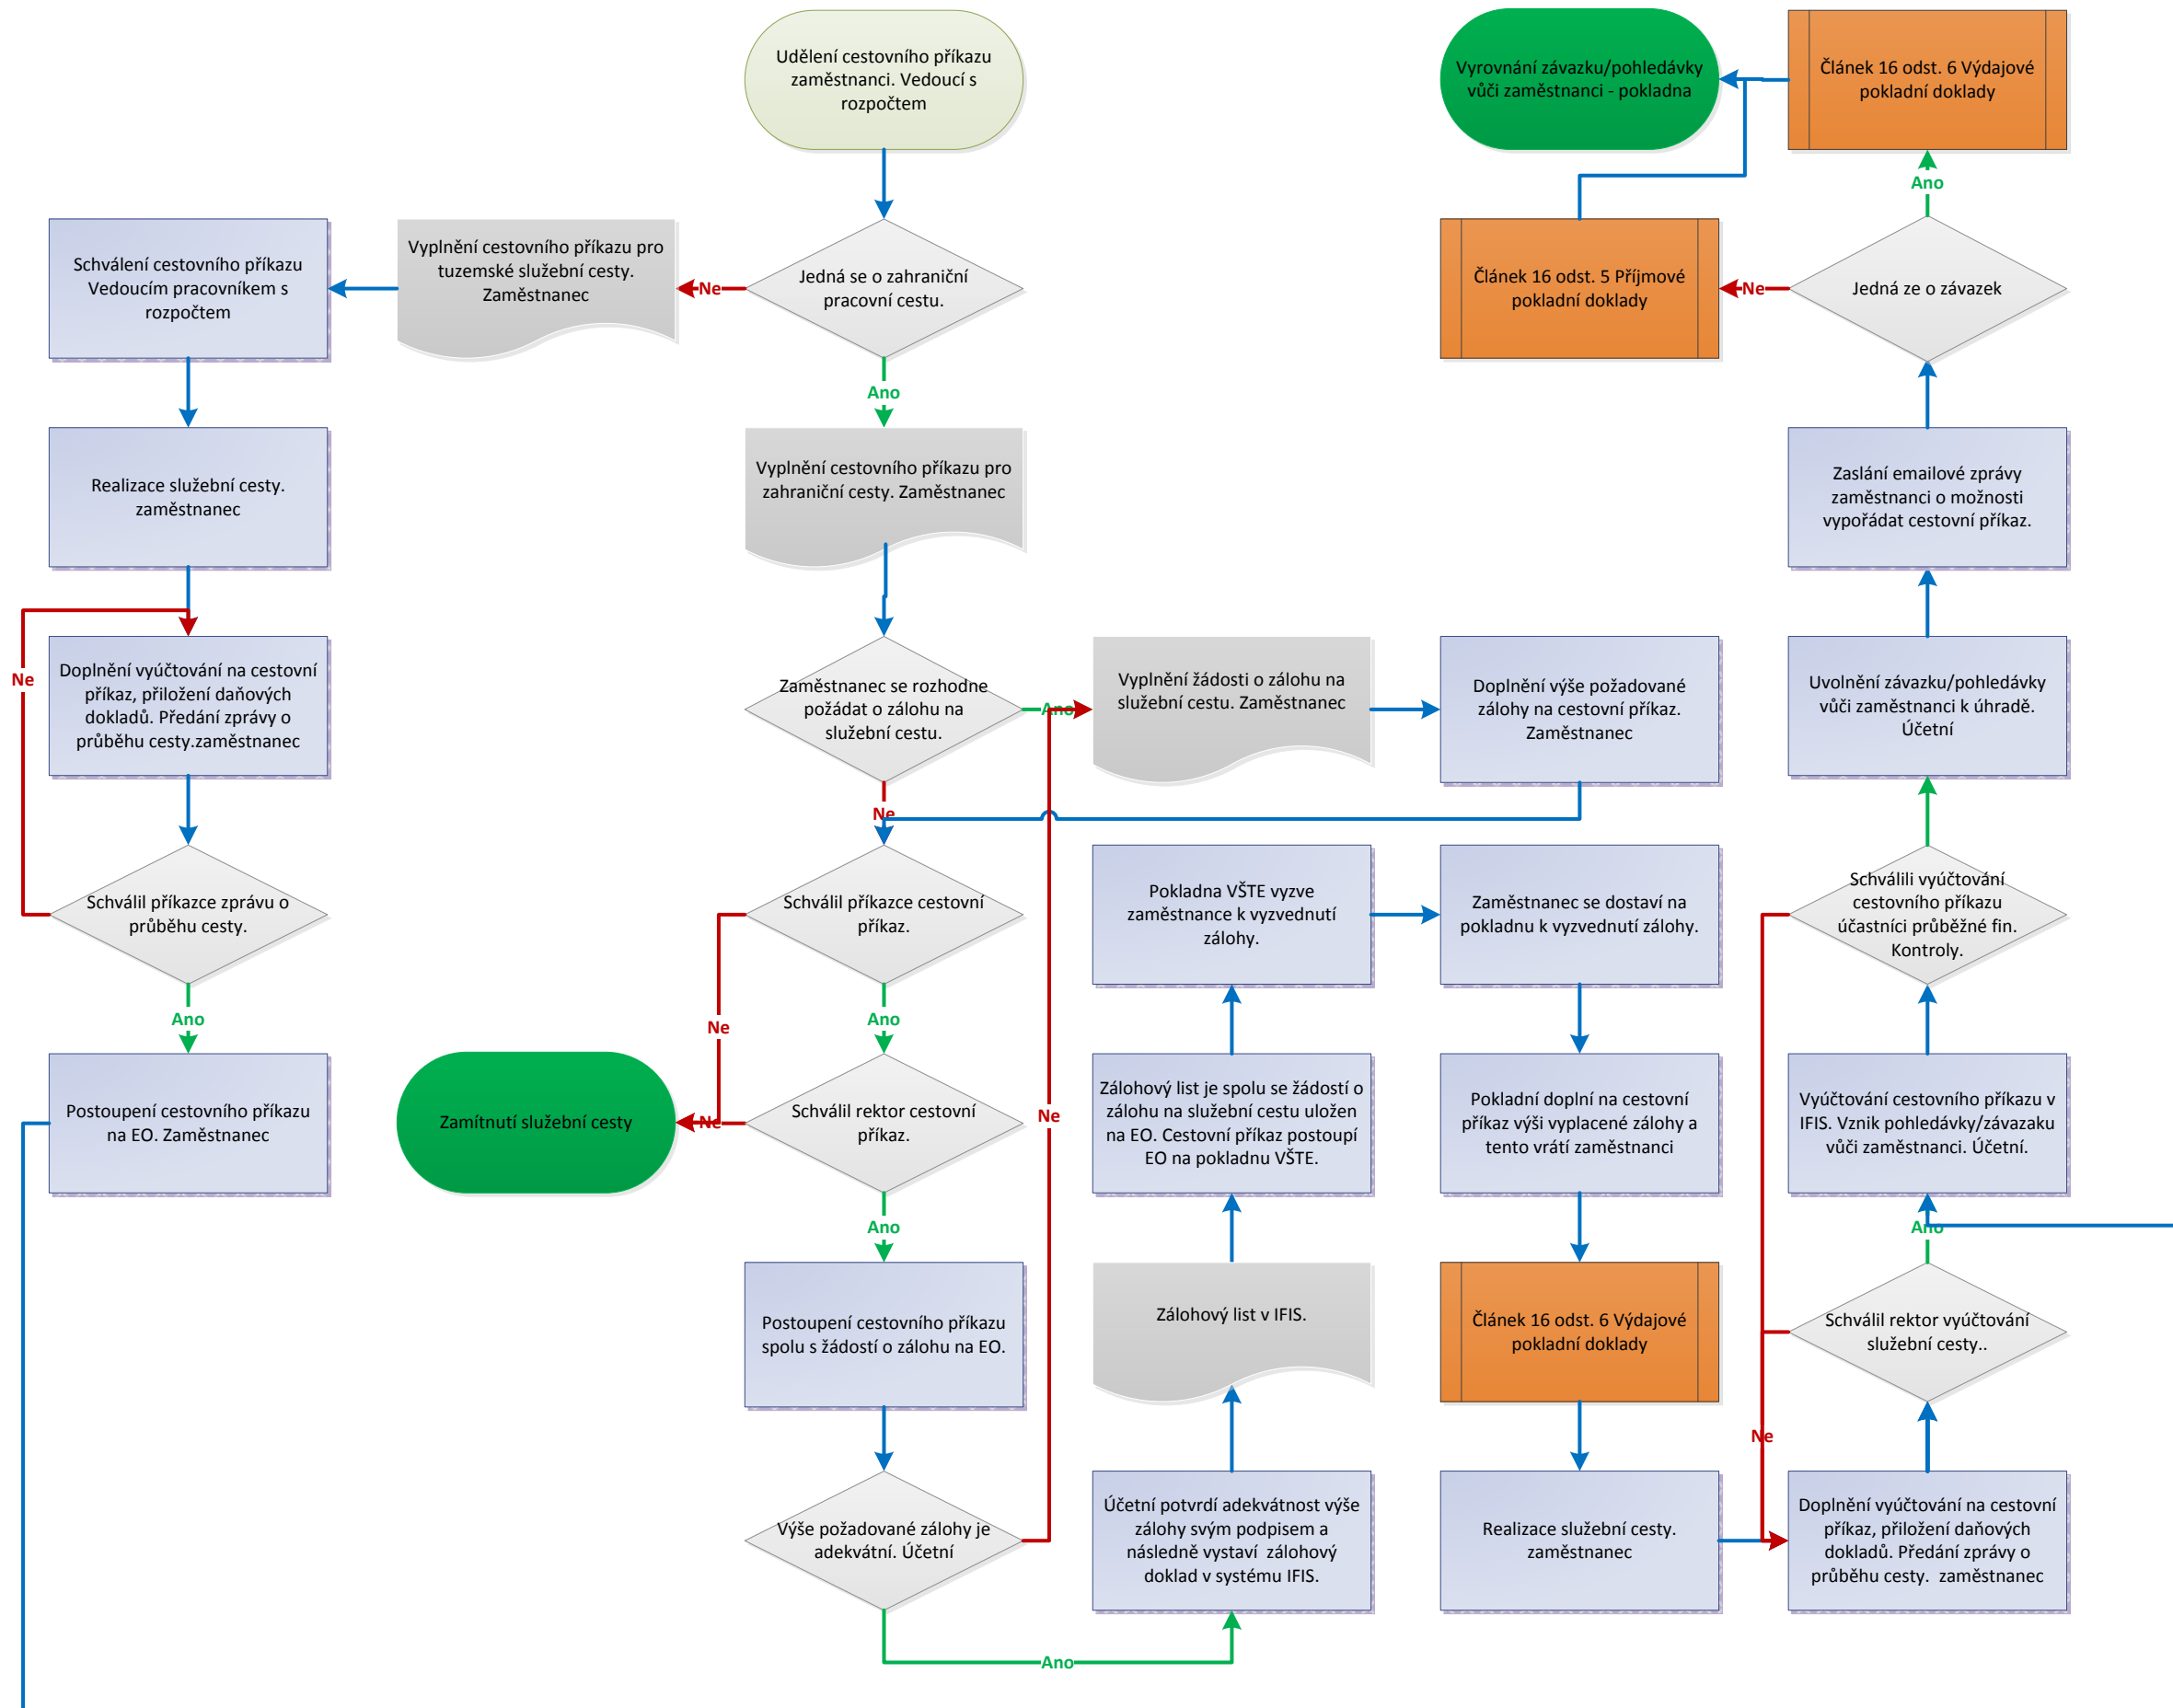 Udělení cestovního příkazu
zaměstnanci. Vedoucí s
rozpočtem
Vyrovnání závazku/pohledávky
vůči zaměstnanci - pokladna
Článek 16 odst. 6 Výdajové
pokladní doklady
Ano
Schválení cestovního příkazu
Vedoucím pracovníkem s
rozpočtem
Vyplnění cestovního příkazu pro
tuzemské služební cesty.
Zaměstnanec
Ne
Jedná se o zahraniční
pracovní cestu.
Článek 16 odst. 5 Příjmové
pokladní doklady
Ne
Jedná ze o závazek
Ano
Realizace služební cesty.
zaměstnanec
Vyplnění cestovního příkazu pro
zahraniční cesty. Zaměstnanec
Zaslání emailové zprávy
zaměstnanci o možnosti
vypořádat cestovní příkaz.
Ne
Doplnění vyúčtování na cestovní
příkaz, přiložení daňových
dokladů. Předání zprávy o
průběhu cesty.zaměstnanec
Zaměstnanec se rozhodne
požádat o zálohu na
služební cestu.
Ano
Vyplnění žádosti o zálohu na
služební cestu. Zaměstnanec
Doplnění výše požadované
zálohy na cestovní příkaz.
Zaměstnanec
Uvolnění závazku/pohledávky
vůči zaměstnanci k úhradě.
Účetní
Ne
Schválil příkazce zprávu o
průběhu cesty.
Schválil příkazce cestovní
příkaz.
Pokladna VŠTE vyzve
zaměstnance k vyzvednutí
zálohy.
Zaměstnanec se dostaví na
pokladnu k vyzvednutí zálohy.
Schválili vyúčtování
cestovního příkazu
účastníci průběžné fin.
Kontroly.
Ano
Ne
Ano
Postoupení cestovního příkazu
na EO. Zaměstnanec
Zamítnutí služební cesty
Ne
Schválil rektor cestovní
příkaz.
Ne
Zálohový list je spolu se žádostí o
zálohu na služební cestu uložen
na EO. Cestovní příkaz postoupí
EO na pokladnu VŠTE.
Pokladní doplní na cestovní
příkaz výši vyplacené zálohy a
tento vrátí zaměstnanci
Vyúčtování cestovního příkazu v
IFIS. Vznik pohledávky/závazaku
vůči zaměstnanci. Účetní.
Ano
Ano
Postoupení cestovního příkazu
spolu s žádostí o zálohu na EO.
Zálohový list v IFIS.
Článek 16 odst. 6 Výdajové
pokladní doklady
Schválil rektor vyúčtování
služební cesty..
Ne
Výše požadované zálohy je
adekvátní. Účetní
Účetní potvrdí adekvátnost výše
zálohy svým podpisem a
následně vystaví  zálohový
doklad v systému IFIS.
Realizace služební cesty.
zaměstnanec
Doplnění vyúčtování na cestovní
příkaz, přiložení daňových
dokladů. Předání zprávy o
průběhu cesty.  zaměstnanec
Ano